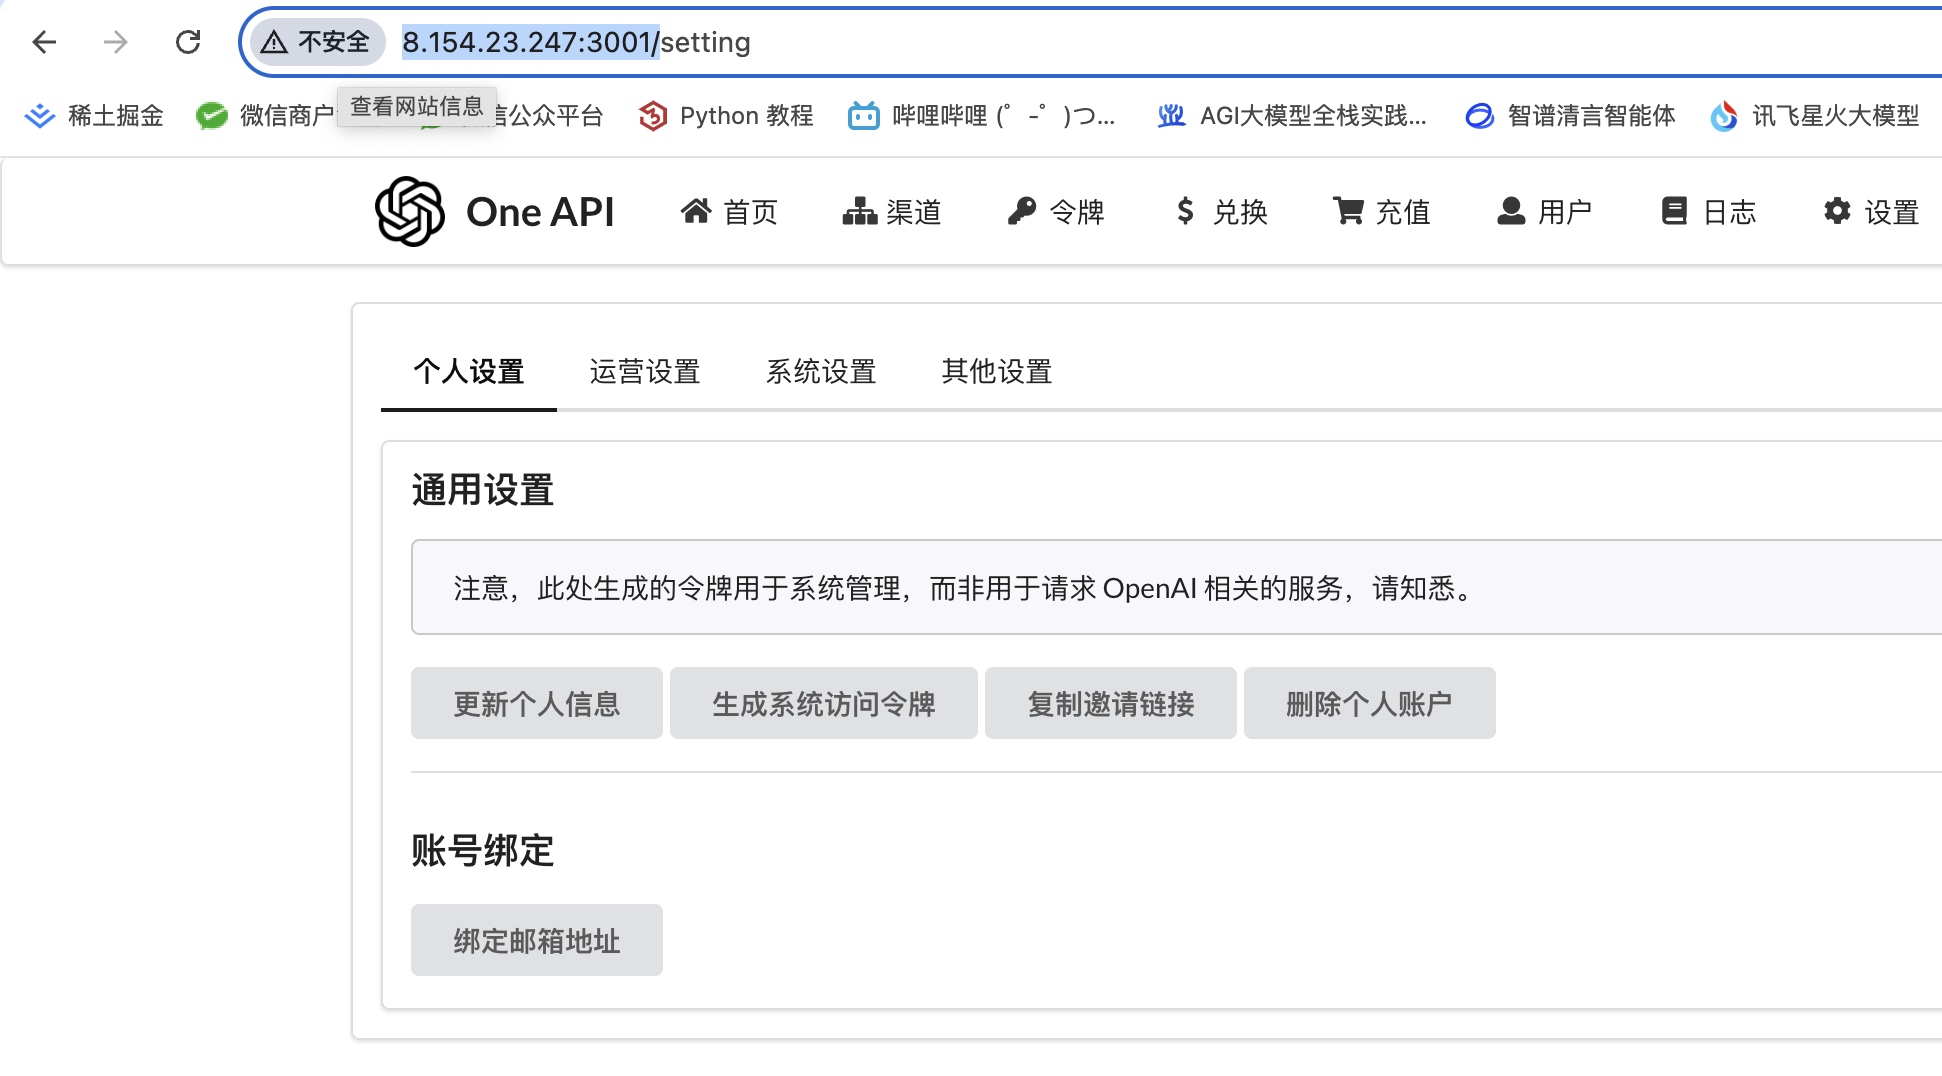 不安全 8.154.23.247:3001/setting
查看网站信息
稀土掘金 微信商户 信公众平台 Python 教程 哔哩哔哩 (゜-゜)つ... AGI大模型全栈实践... 智谱清言智能体 讯飞星火大模型
One API 首页 渠道 令牌 兑换 充值 用户 日志 设置
个人设置 运营设置 系统设置 其他设置
通用设置
注意，此处生成的令牌用于系统管理，而非用于请求 OpenAI 相关的服务，请知悉。
更新个人信息 生成系统访问令牌 复制邀请链接 删除个人账户
账号绑定
绑定邮箱地址